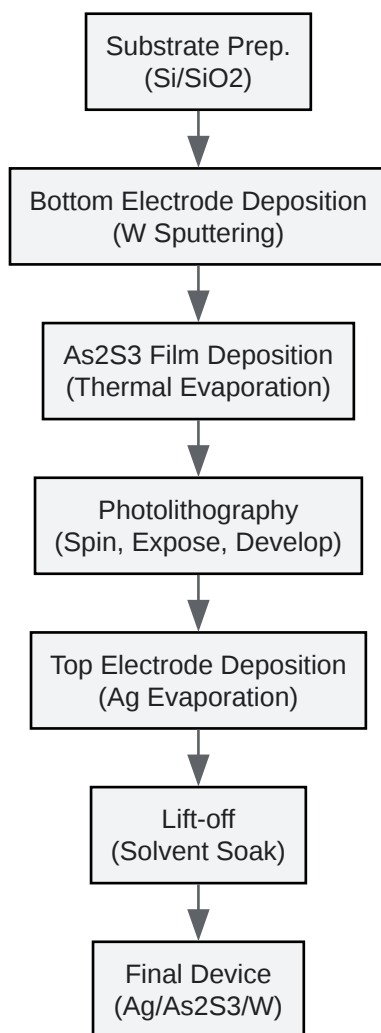 Substrate Prep.
(Si/SiO2)
Bottom Electrode Deposition
(W Sputtering)
As2S3 Film Deposition
(Thermal Evaporation)
Photolithography
(Spin, Expose, Develop)
Top Electrode Deposition
(Ag Evaporation)
Lift-off
(Solvent Soak)
Final Device
(Ag/As2S3/W)